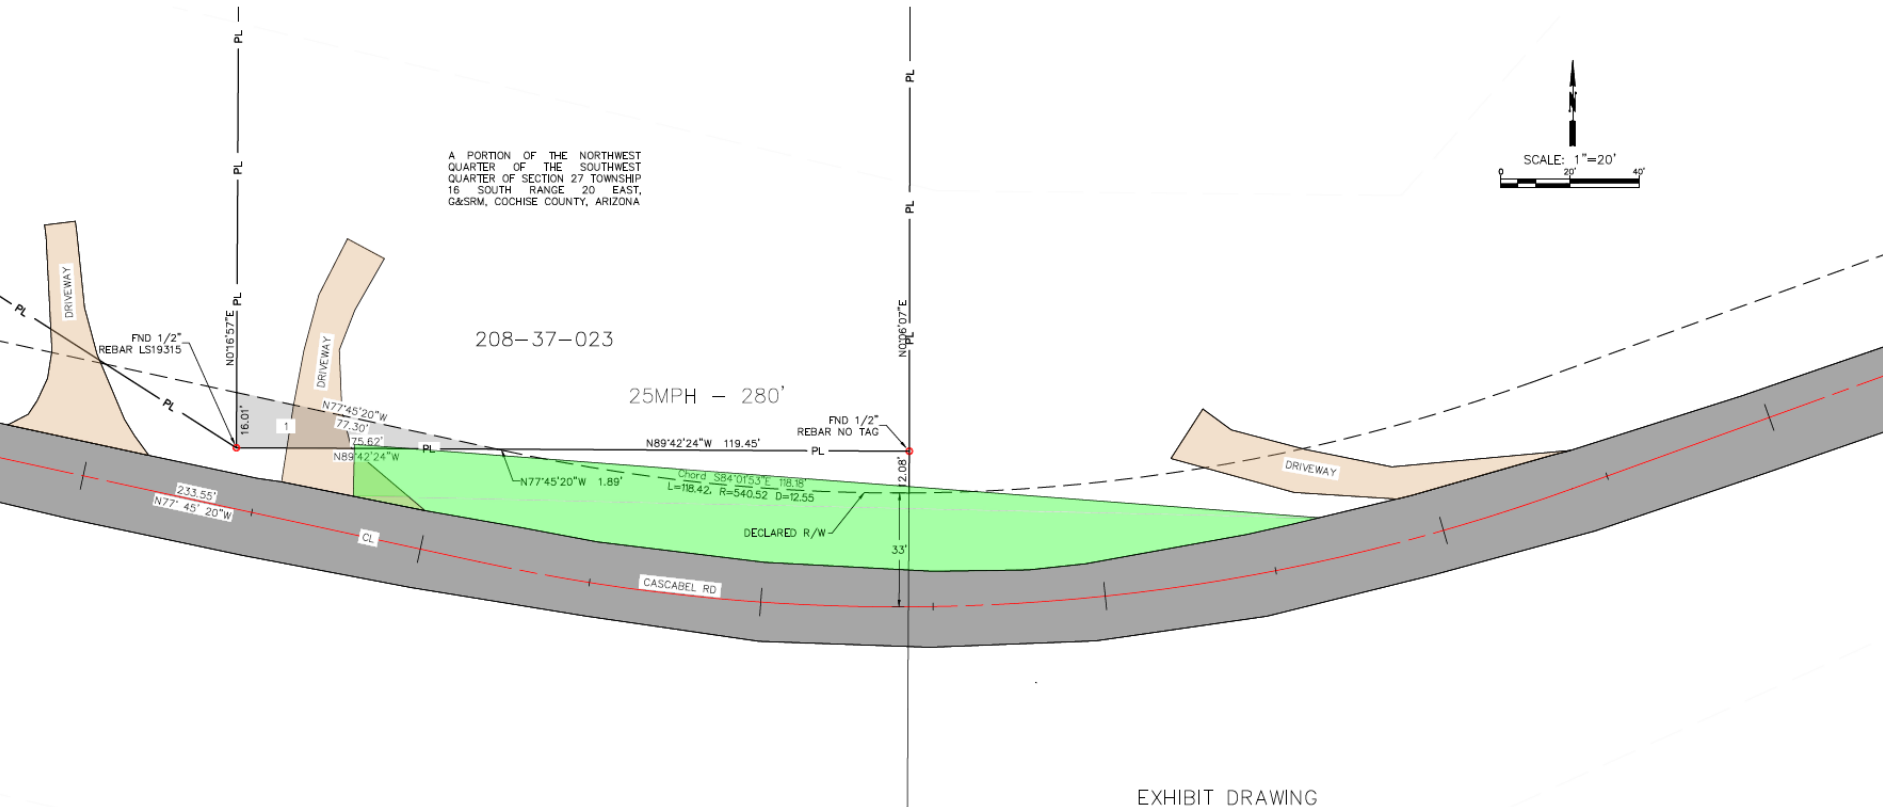 PL
PL
PL
PL
A PORTION OF THE NORTHWEST
QUARTER OF THE SOUTHWEST
QUARTER OF SECTION 27 TOWNSHIP
16 SOUTH RANGE 20 EAST,
G&SRM, COCHISE COUNTY, ARIZONA
N
SCALE: 1"=20'
0 20' 40'
PL
DRIVEWAY
PL
PL
N0°16'57"E
FND 1/2"
REBAR LS19315
208-37-023
N0°06'07"E
PL
DRIVEWAY
25MPH - 280'
PL
16.01'
1
N77°45'20"W
77.30'
75.62'
N89°42'24"W
PL
FND 1/2"
REBAR NO TAG
N89°42'24"W 119.45'
PL
12.08'
Chord S84°01'53"E 118.18'
L=118.42, R=540.52 D=12.55
N77°45'20"W 1.89'
DRIVEWAY
DECLARED R/W
33'
233.55'
N77° 45' 20"W
CL
CASCABEL RD
EXHIBIT DRAWING